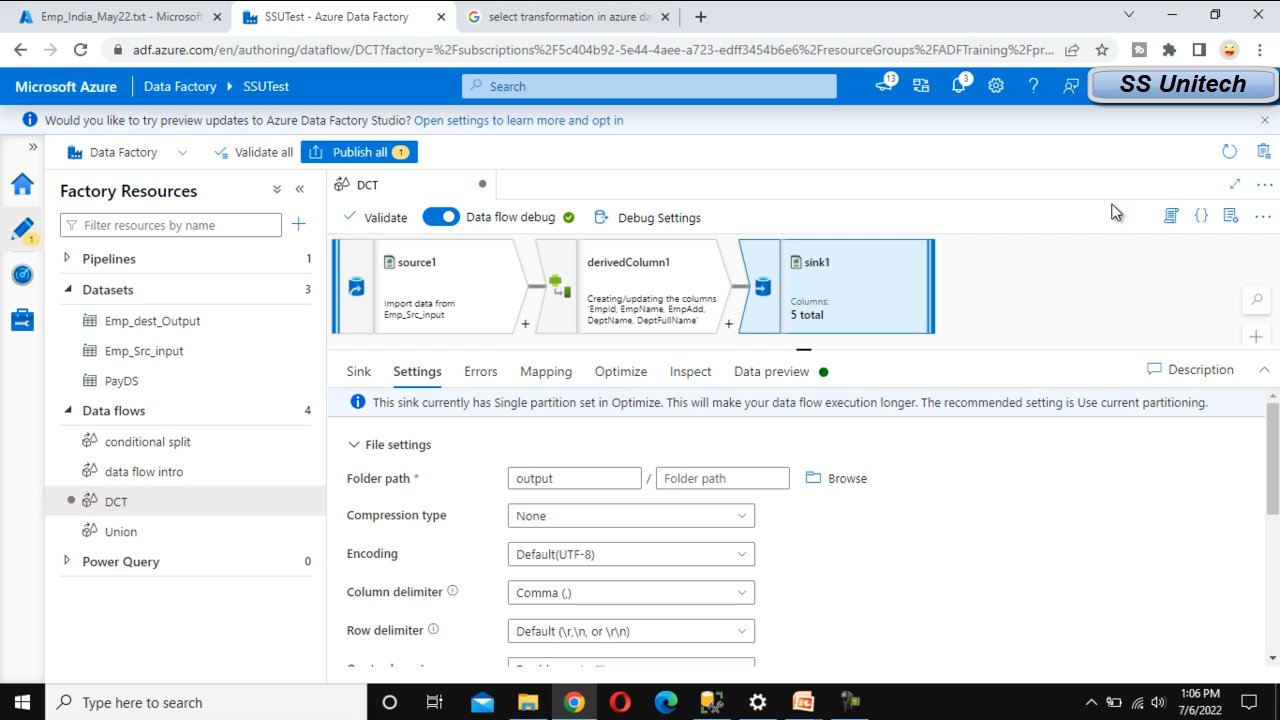 Emp_India_May22.txt - Microsoft
SSUTest - Azure Data Factory
select transformation in azure da
adf.azure.com/en/authoring/dataflow/DCT?factory=%2Fsubscriptions%2F5c404b92-5e44-4aee-a723-edff3454b6e6%2FresourceGroups%2FADFTraining%2Fpr...
Microsoft Azure
Data Factory
SSUTest
Search
13
3
SS Unitech
Would you like to try preview updates to Azure Data Factory Studio? Open settings to learn more and opt in
Data Factory
Validate all
Publish all 1
Factory Resources
DCT
Filter resources by name
Validate
Data flow debug
Debug Settings
1
Pipelines 1
Datasets 3
Emp_dest_Output
Emp_Src_input
PayDS
Data flows 4
conditional split
data flow intro
DCT
Union
Power Query 0
source1
Import data from
Emp_Src_input
derivedColumn1
Creating/updating the columns
'EmpId, EmpName, EmpAdd,
DeptName, DeptFullName'
sink1
Columns:
5 total
Sink
Settings
Errors
Mapping
Optimize
Inspect
Data preview
Description
This sink currently has Single partition set in Optimize. This will make your data flow execution longer. The recommended setting is Use current partitioning.
File settings
Folder path *
output / Folder path
Browse
Compression type
None
Encoding
Default(UTF-8)
Column delimiter
Comma (,)
Row delimiter
Default (\r,\n, or \r\n)
Type here to search
1:06 PM
7/6/2022